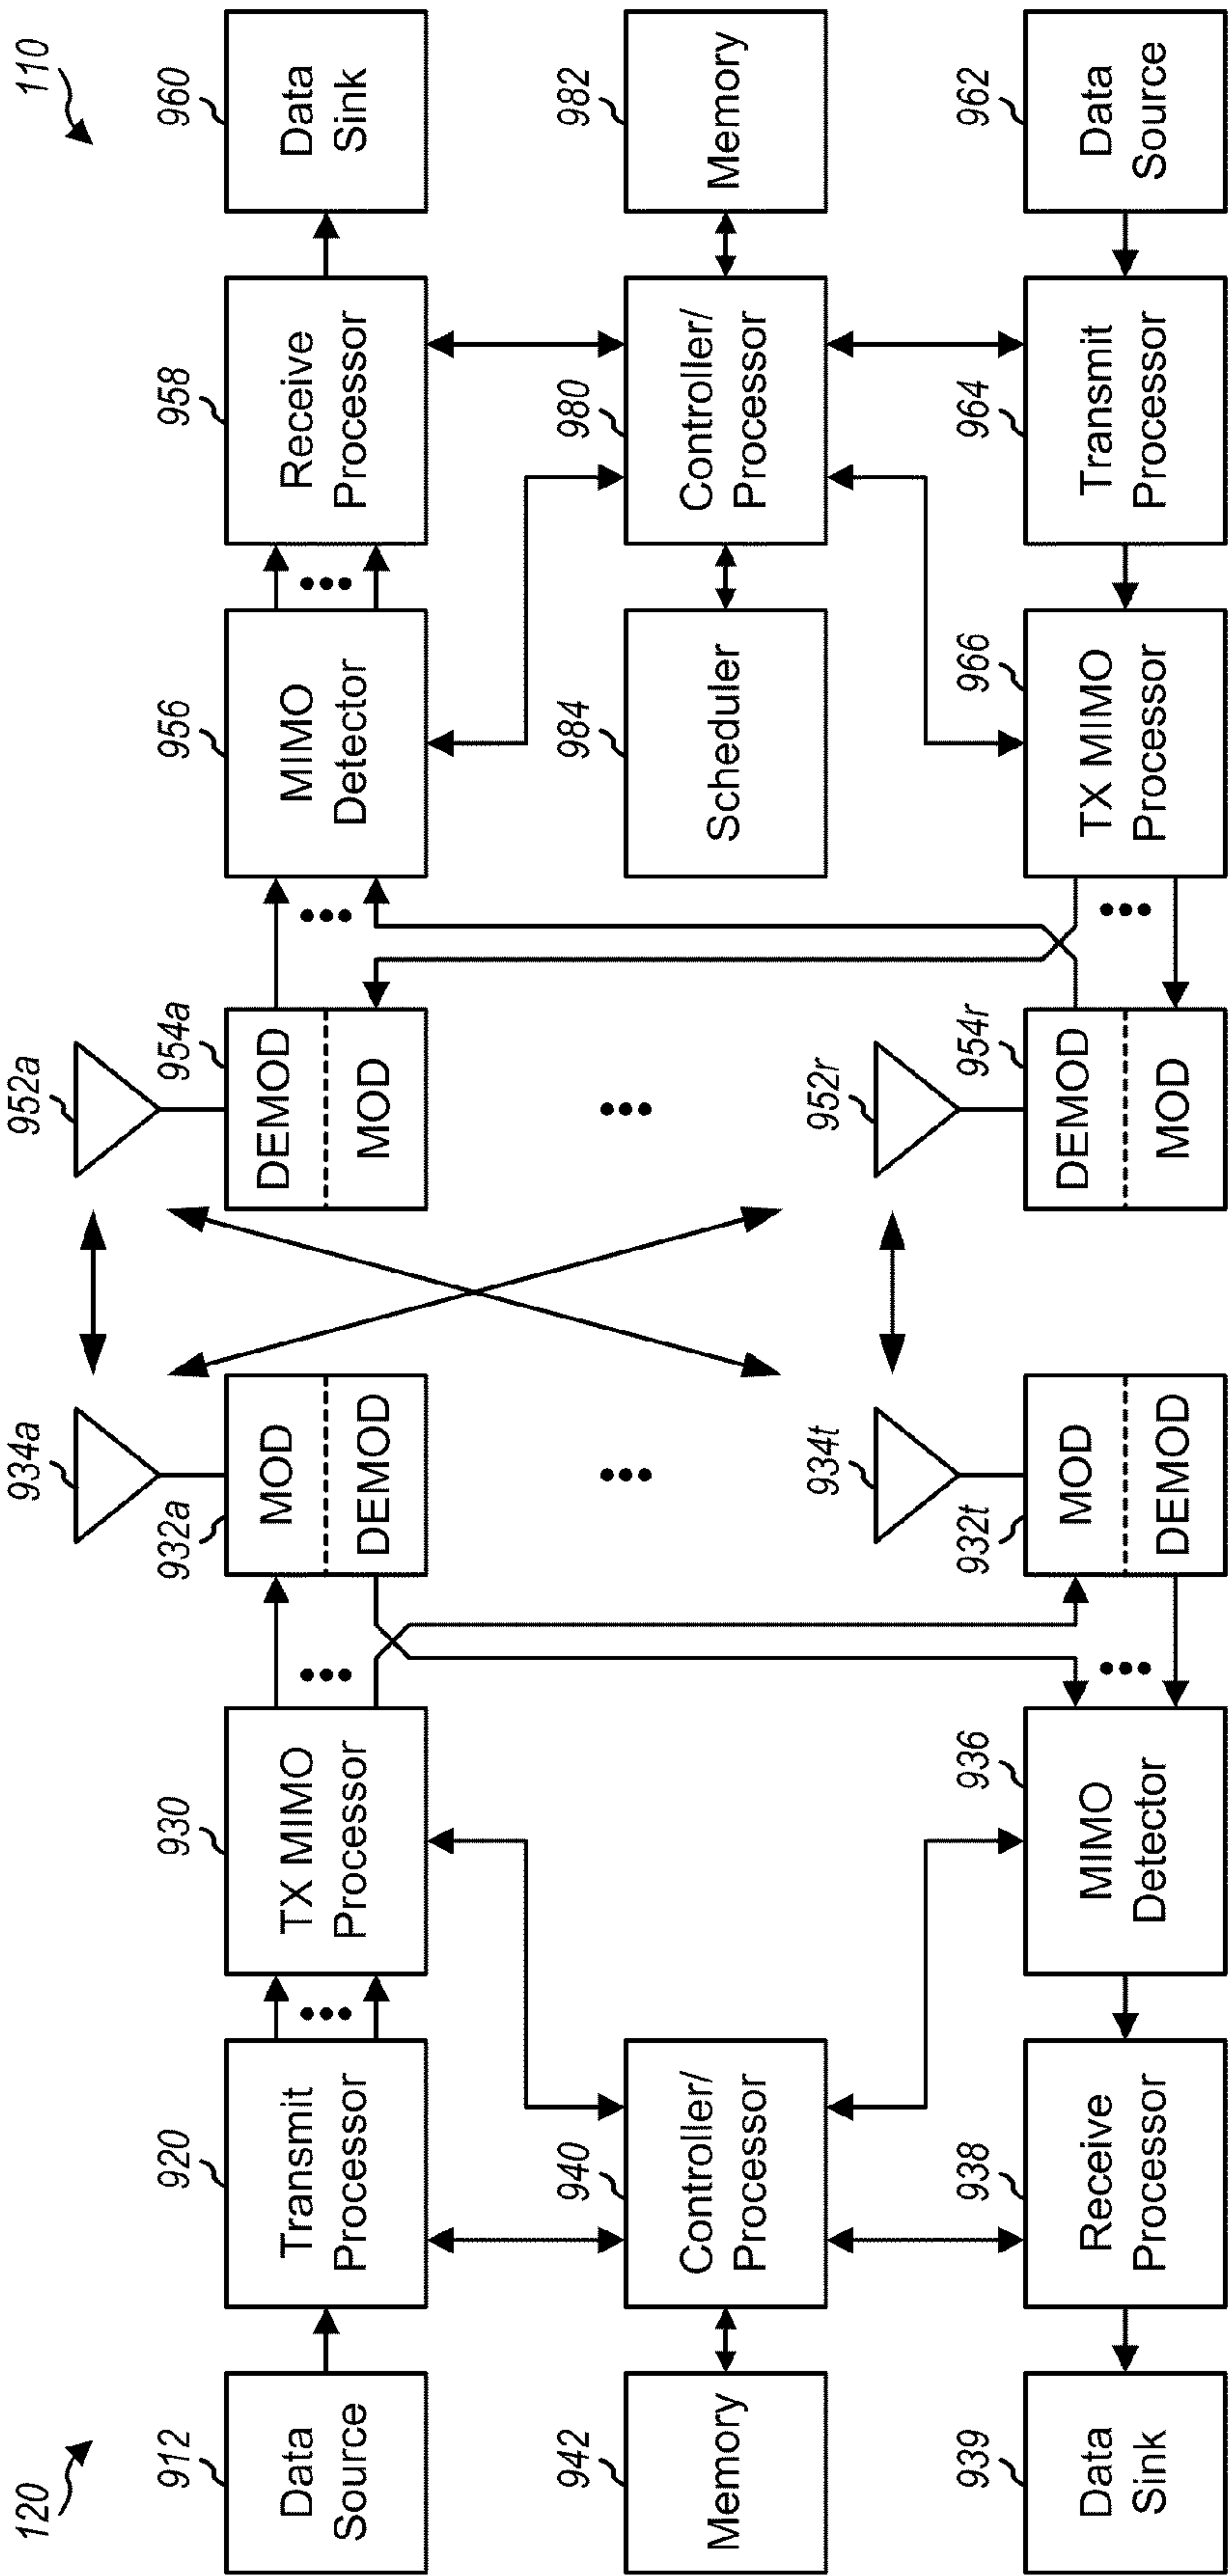 120
110
934a
952a
912
920
930
932a
954a
956
958
960
Data
Source
Transmit
Processor
TX MIMO
Processor
MOD
DEMOD
DEMOD
MOD
MIMO
Detector
Receive
Processor
Data
Sink
942
940
984
980
982
Memory
Controller/
Processor
Scheduler
Controller/
Processor
Memory
934t
952r
939
938
936
932t
954r
966
964
962
Data
Sink
Receive
Processor
MIMO
Detector
MOD
DEMOD
DEMOD
MOD
TX MIMO
Processor
Transmit
Processor
Data
Source